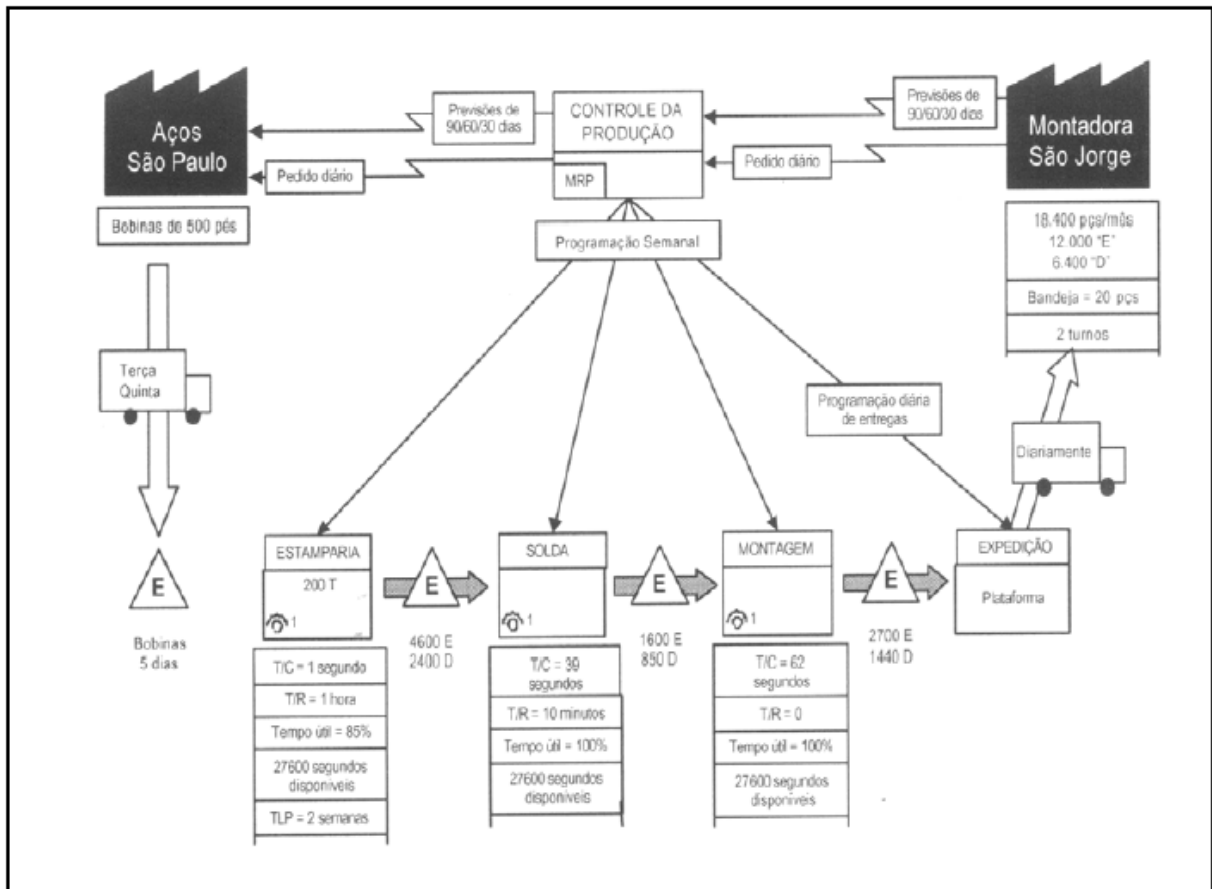 Aços
São Paulo
Previsões de
90/60/30 dias
CONTROLE DA
PRODUÇÃO
Previsões de
90/60/30 dias
Montadora
São Jorge
Pedido diário
MRP
Pedido diário
Bobinas de 500 pés
Programação Semanal
18.400 pçs/mês
12.000 "E"
6.400 "D"
Bandeja = 20 pçs
2 turnos
Terça
Quinta
Programação diária
de entregas
Diariamente
E
Bobinas
5 dias
ESTAMPARIA
200 T
1
E
4600 E
2400 D
SOLDA
1
E
1600 E
850 D
MONTAGEM
1
E
2700 E
1440 D
EXPEDIÇÃO
Plataforma
T/C = 1 segundo
T/R = 1 hora
Tempo útil = 85%
27600 segundos
disponíveis
TLP = 2 semanas
T/C = 39
segundos
T/R = 10 minutos
Tempo útil = 100%
27600 segundos
disponíveis
T/C = 62
segundos
T/R = 0
Tempo útil = 100%
27600 segundos
disponíveis